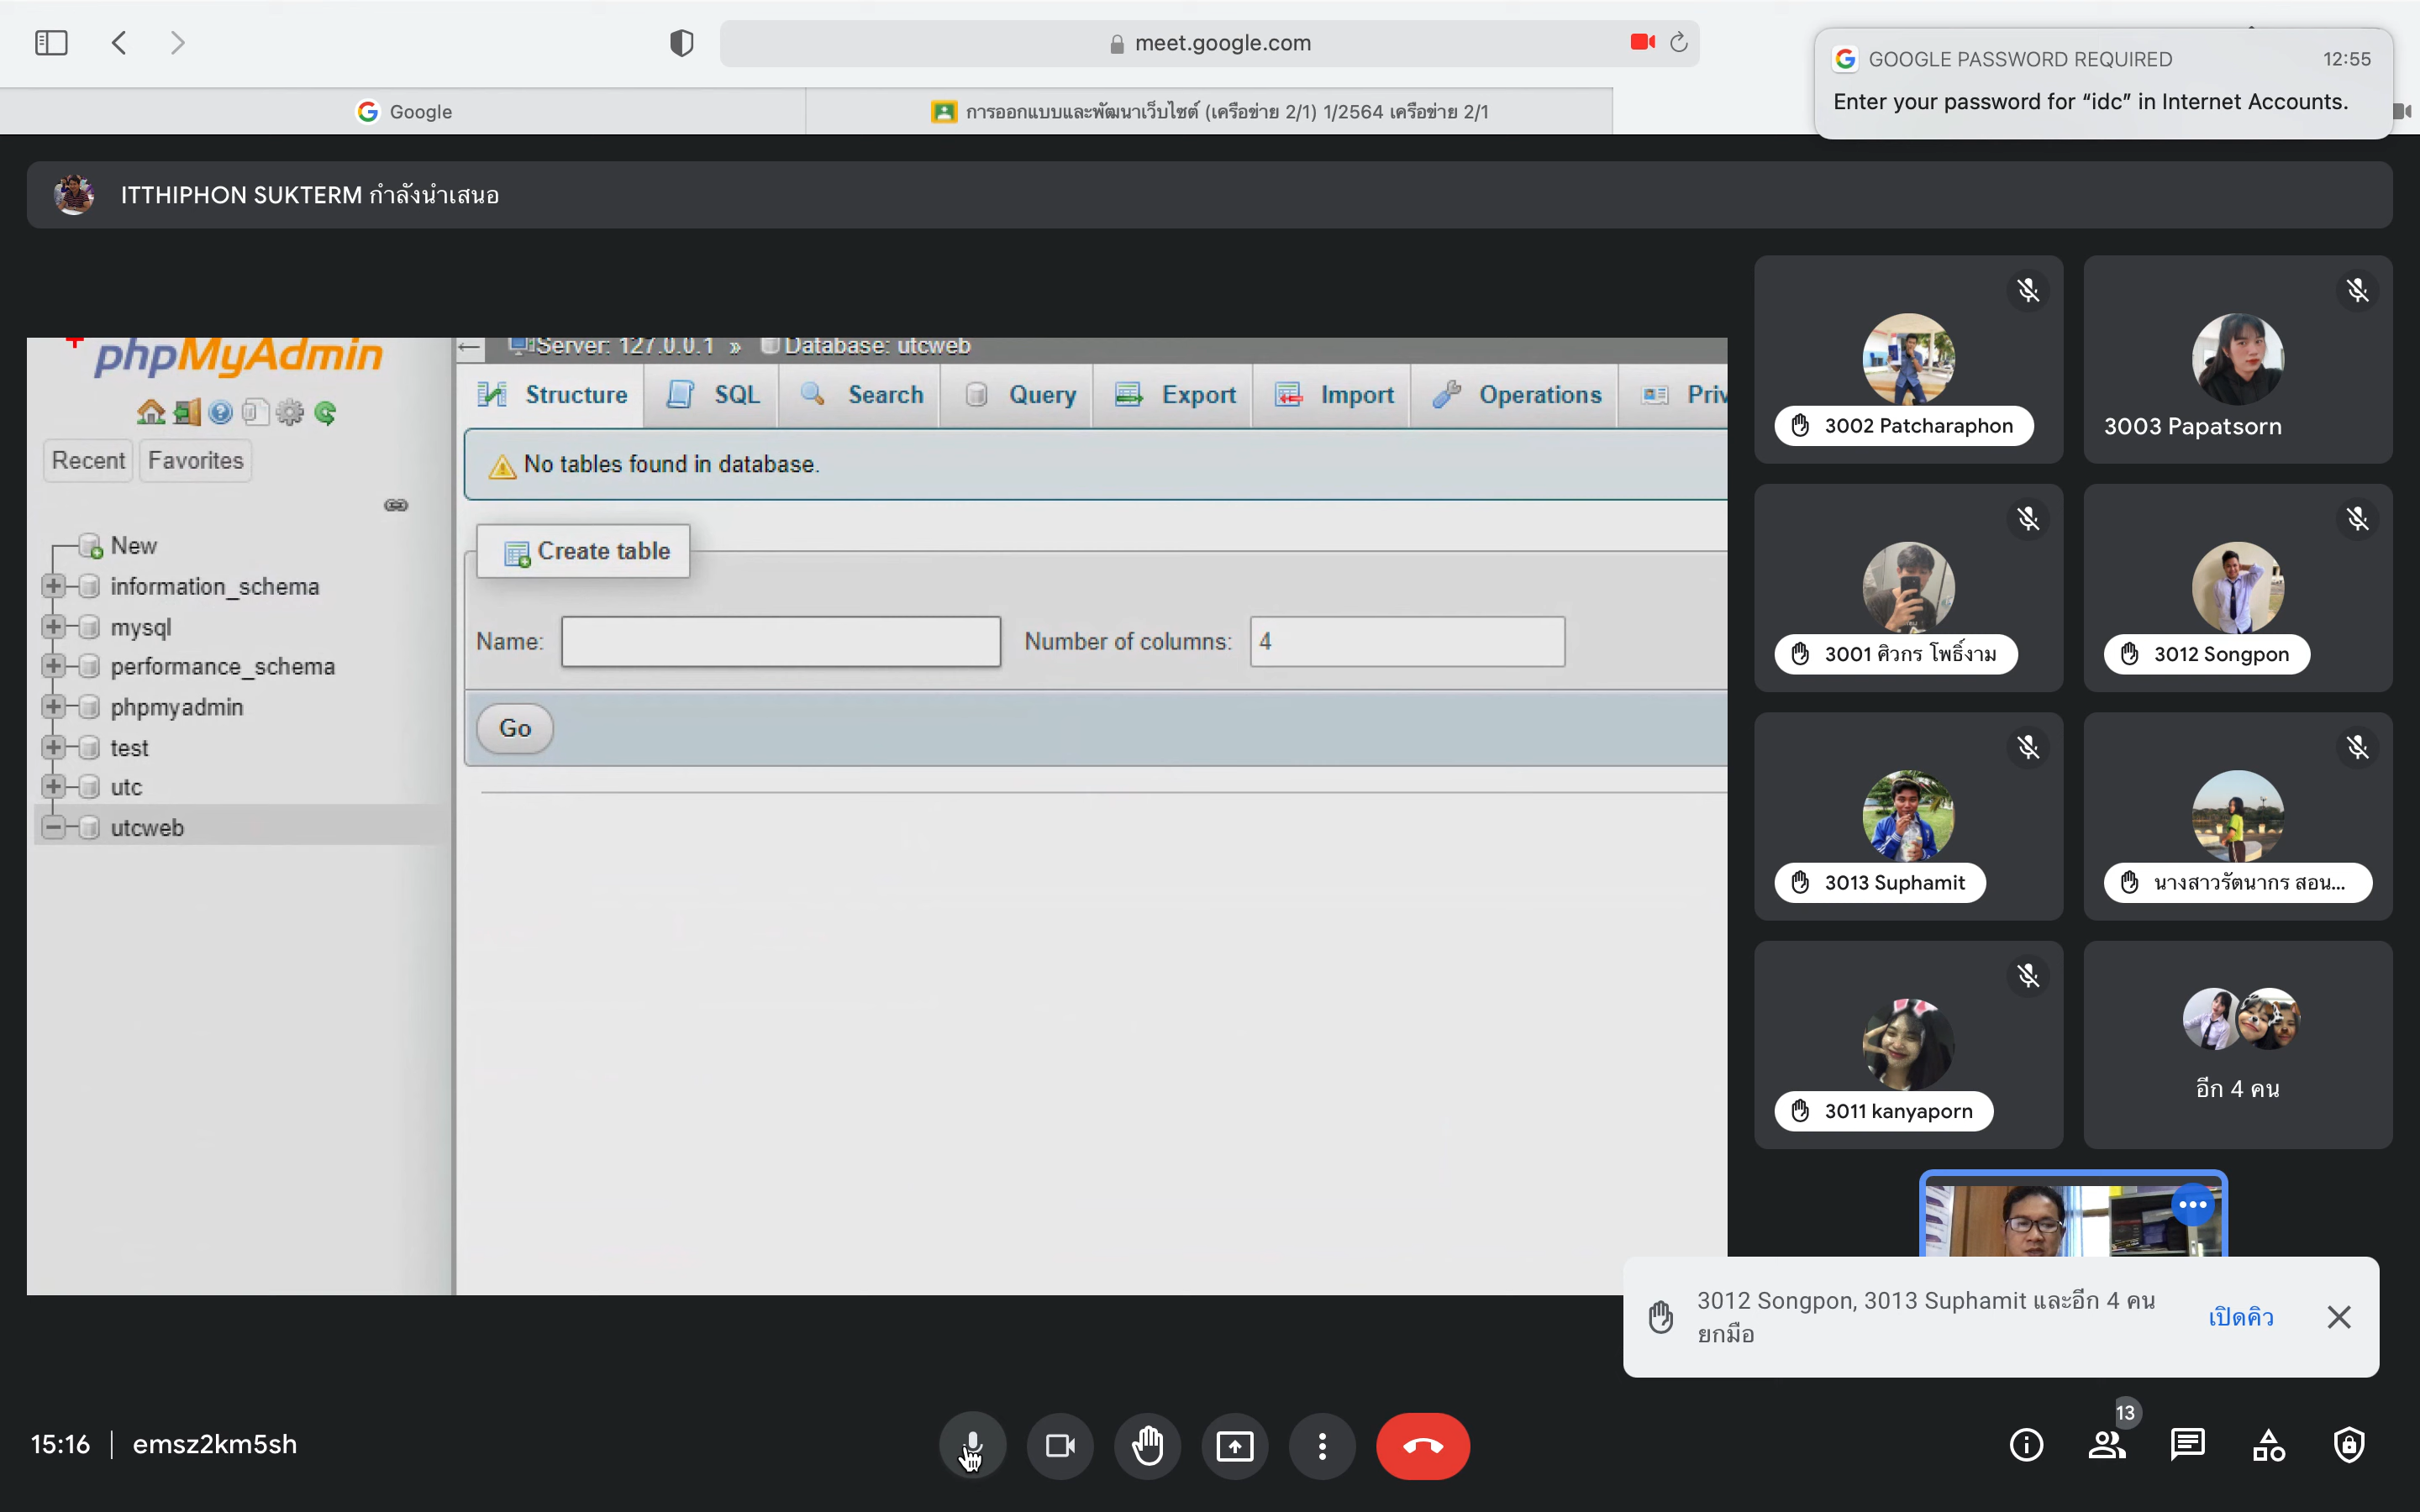 meet.google.com
GOOGLE PASSWORD REQUIRED
12:55
Enter your password for “idc” in Internet Accounts.
Google
การออกแบบและพัฒนาเว็บไซต์ (เครือข่าย 2/1) 1/2564 เครือข่าย 2/1
ITTHIPHON SUKTERM กำลังนำเสนอ
phpMyAdmin
Server: 127.0.0.1 » Database: utcweb
Structure
SQL
Search
Query
Export
Import
Operations
Priv
Recent
Favorites
No tables found in database.
New
information_schema
mysql
performance_schema
phpmyadmin
test
utc
utcweb
Create table
Name:
Number of columns: 4
Go
3002 Patcharaphon
3003 Papatsorn
3001 ศิวกร โพธิ์งาม
3012 Songpon
3013 Suphamit
นางสาวรัตนากร สอน...
3011 kanyaporn
อีก 4 คน
3012 Songpon, 3013 Suphamit และอีก 4 คน
ยกมือ
เปิดคิว
15:16 | emsz2km5sh
13